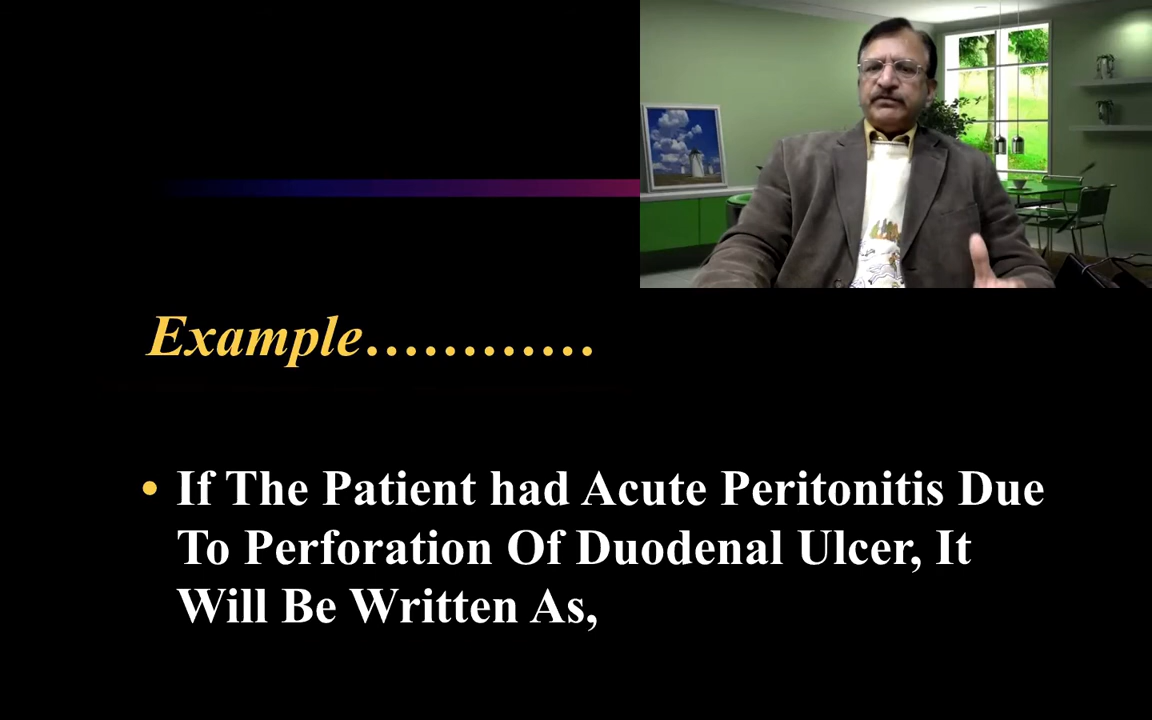 Example............
• If The Patient had Acute Peritonitis Due
To Perforation Of Duodenal Ulcer, It
Will Be Written As,